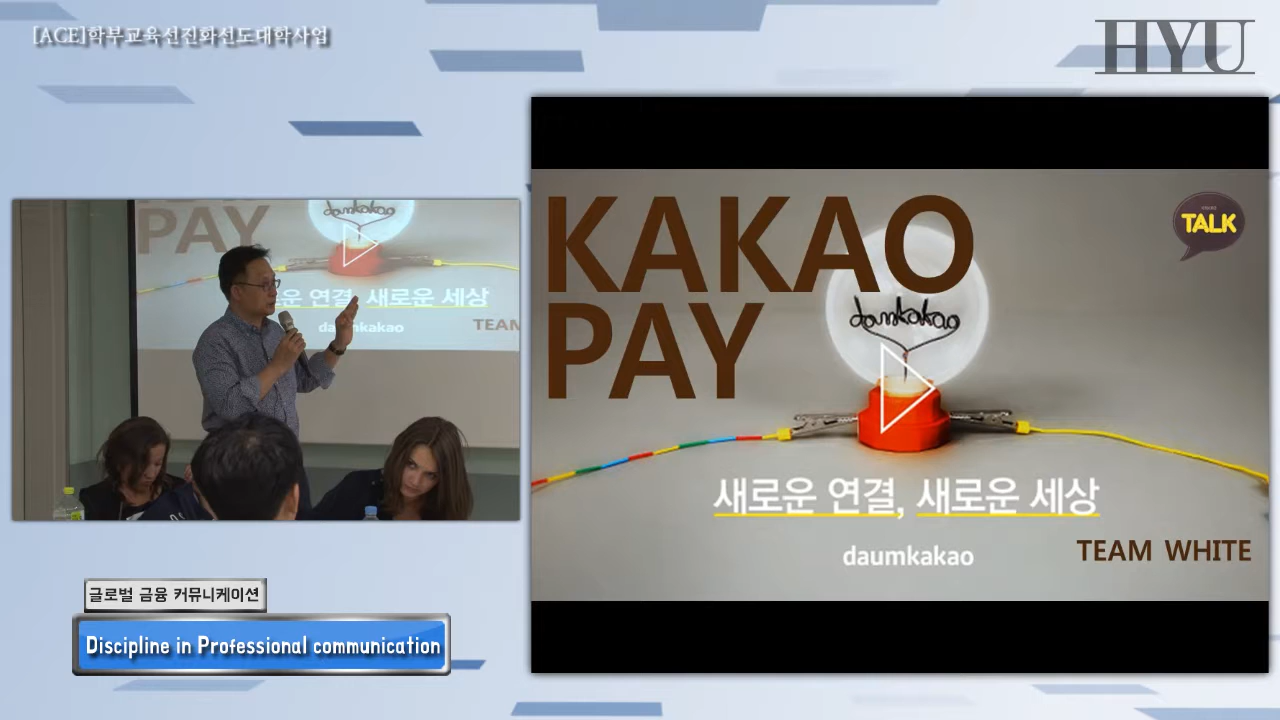 [ACE]학부교육선진화선도대학사업
HYU
PAY
daumkakao
운 연결, 새로운 세상
daumkakao
TEAM
KAKAO
PAY
TALK
daumkakao
새로운 연결, 새로운 세상
daumkakao
TEAM WHITE
글로벌 금융 커뮤니케이션
Discipline in Professional communication